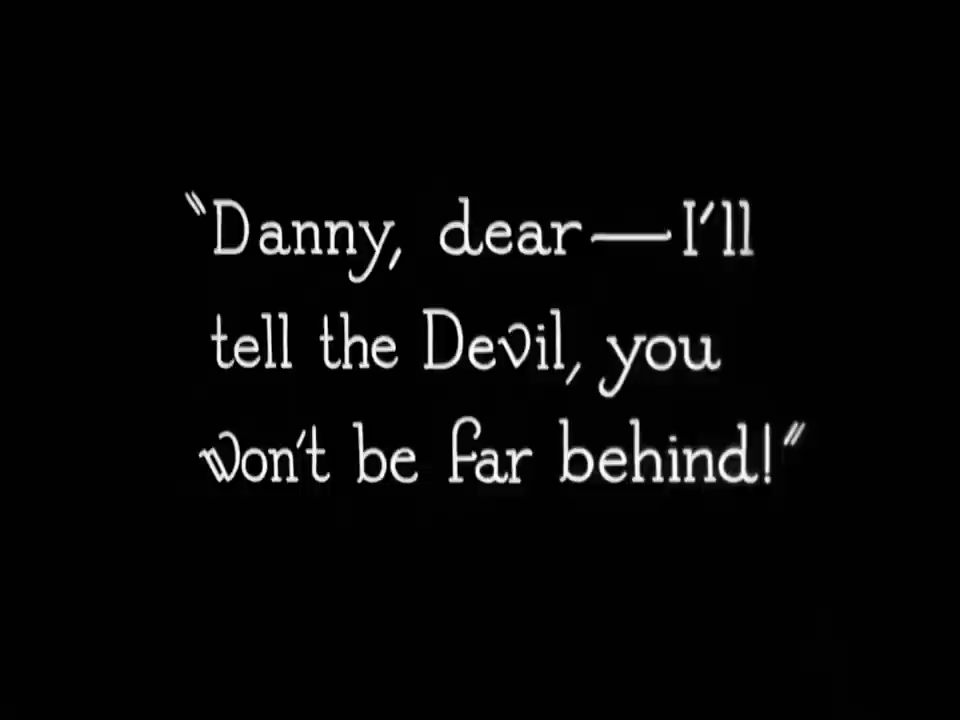 "Danny, dear—I'll
tell the Devil, you
won't be far behind!"